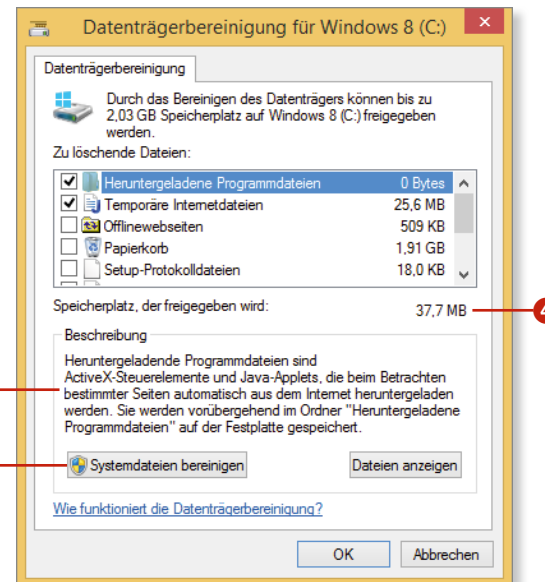 Datenträgerbereinigung für Windows 8 (C:)
Datenträgerbereinigung
Durch das Bereinigen des Datenträgers können bis zu
2,03 GB Speicherplatz auf Windows 8 (C:) freigegeben
werden.
Zu löschende Dateien:
Heruntergeladene Programmdateien 0 Bytes
Temporäre Internetdateien 25,6 MB
Offlinewebseiten 509 KB
Papierkorb 1,91 GB
Setup-Protokolldateien 18,0 KB
Speicherplatz, der freigegeben wird: 37,7 MB
4
Beschreibung
Heruntergeladende Programmdateien sind
ActiveX-Steuerelemente und Java-Applets, die beim Betrachten
bestimmter Seiten automatisch aus dem Internet heruntergeladen
werden. Sie werden vorübergehend im Ordner "Heruntergeladene
Programmdateien" auf der Festplatte gespeichert.
Systemdateien bereinigen Dateien anzeigen
Wie funktioniert die Datenträgerbereinigung?
OK Abbrechen